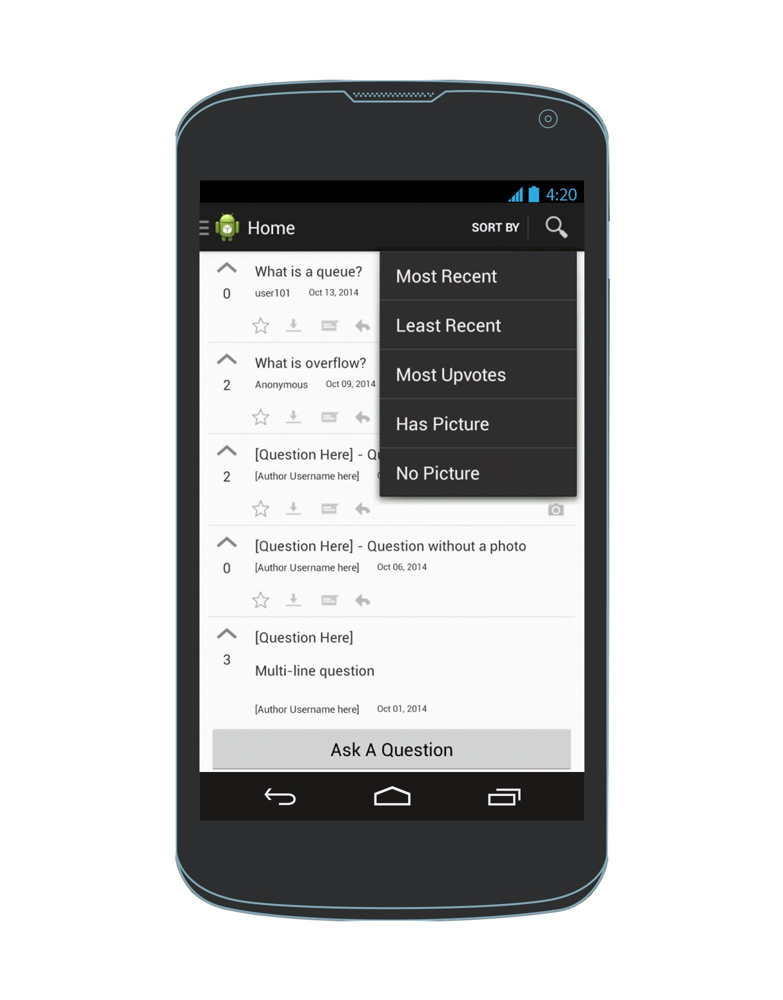 4:20
Home SORT BY
Most Recent
Least Recent
Most Upvotes
Has Picture
No Picture
What is a queue?
0
user101 Oct 13, 2014
What is overflow?
2
Anonymous Oct 09, 2014
[Question Here] -
2
[Author Username here]
[Question Here] - Question without a photo
0
[Author Username here] Oct 06, 2014
[Question Here]
3
Multi-line question
[Author Username here] Oct 01, 2014
Ask A Question